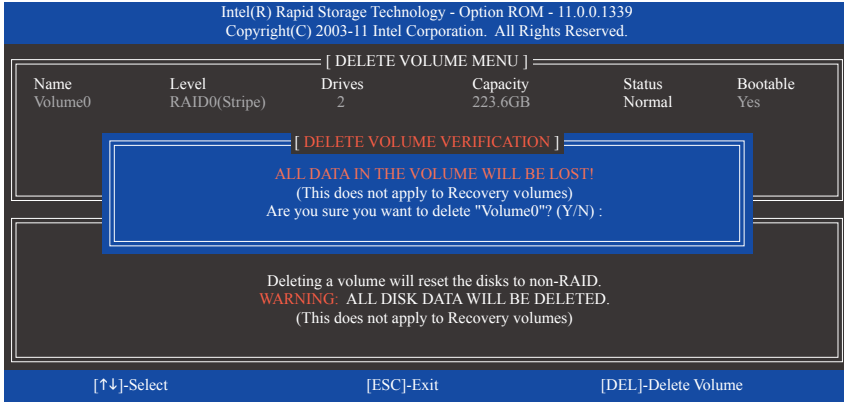 Intel(R) Rapid Storage Technology - Option ROM - 11.0.0.1339
Copyright(C) 2003-11 Intel Corporation. All Rights Reserved.
[ DELETE VOLUME MENU ]
Name Level Drives Capacity Status Bootable
Volume0 RAID0(Stripe) 2 223.6GB Normal Yes
[ DELETE VOLUME VERIFICATION ]
ALL DATA IN THE VOLUME WILL BE LOST!
(This does not apply to Recovery volumes)
Are you sure you want to delete "Volume0"? (Y/N) :
Deleting a volume will reset the disks to non-RAID.
WARNING: ALL DISK DATA WILL BE DELETED.
(This does not apply to Recovery volumes)
[↑↓]-Select [ESC]-Exit [DEL]-Delete Volume